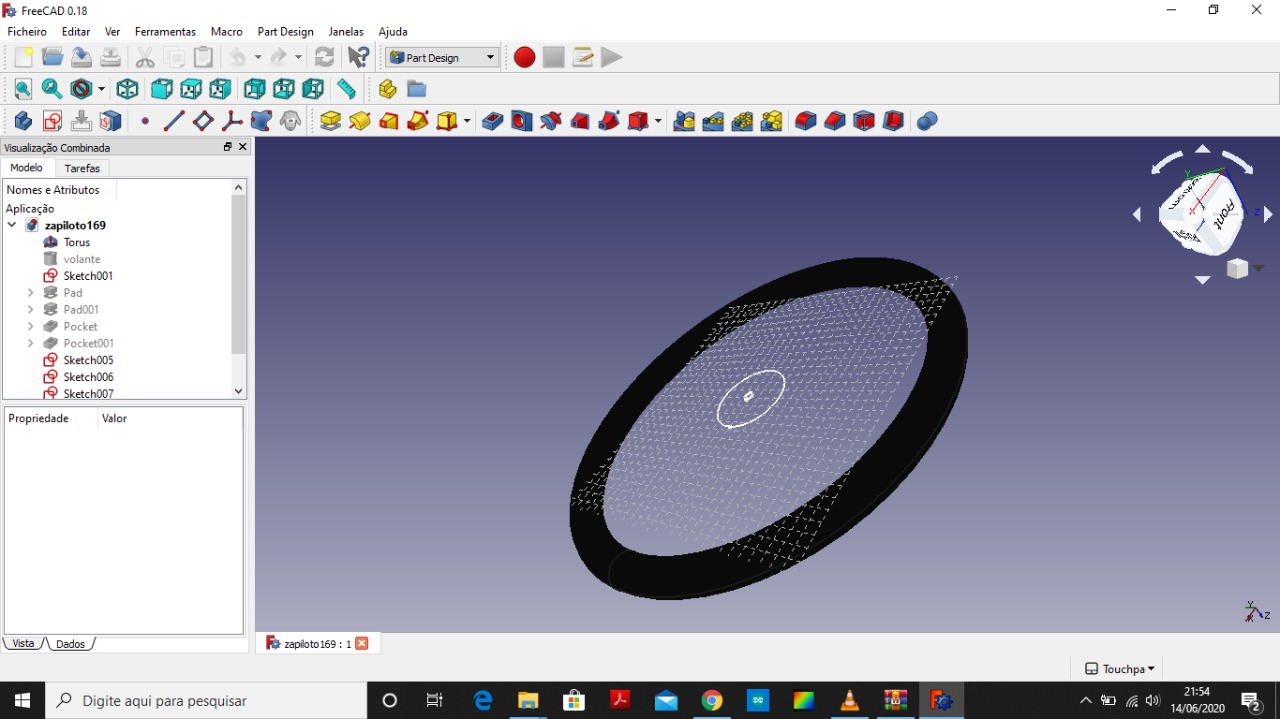 FreeCAD 0.18
Ficheiro Editar Ver Ferramentas Macro Part Design Janelas Ajuda
Part Design
Visualização Combinada
Modelo Tarefas
Nomes e Atributos
Aplicação
zapiloto169
Torus
volante
Sketch001
Pad
Pad001
Pocket
Pocket001
Sketch005
Sketch006
Sketch007
Propriedade Valor
Vista Dados
FRONT
Y
X
Z
Y
X
Z
zapiloto169 : 1
Touchpa
Digite aqui para pesquisar
21:54
14/06/2020
2